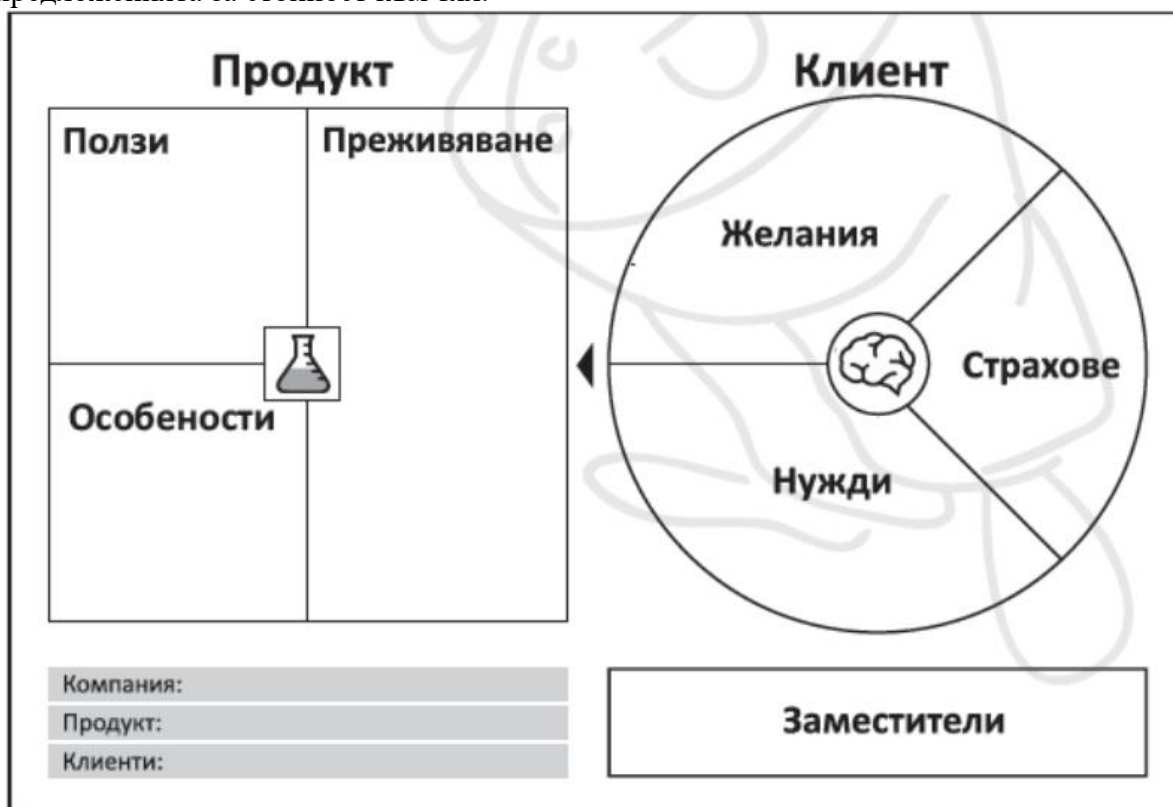 Продукт
Клиент
Ползи
Преживяване
Особености
Желания
Страхове
Нужди
Компания:
Продукт:
Клиенти:
Заместители